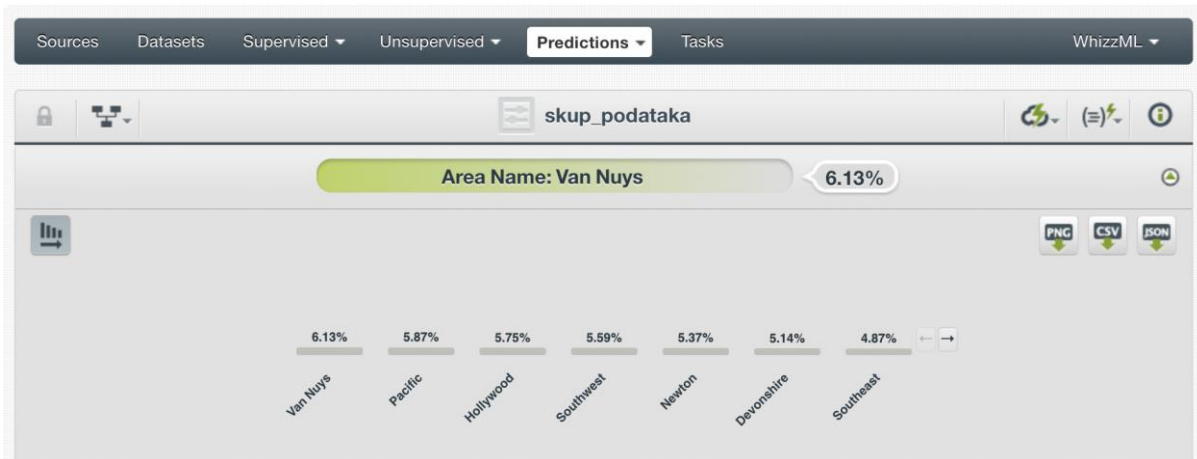 Sources Datasets Supervised Unsupervised Predictions Tasks WhizzML
skup_podataka
Area Name: Van Nuys 6.13%
PNG CSV JSON
6.13% 5.87% 5.75% 5.59% 5.37% 5.14% 4.87%
Van Nuys Pacific Hollywood Southwest Newton Devonshire Southeast